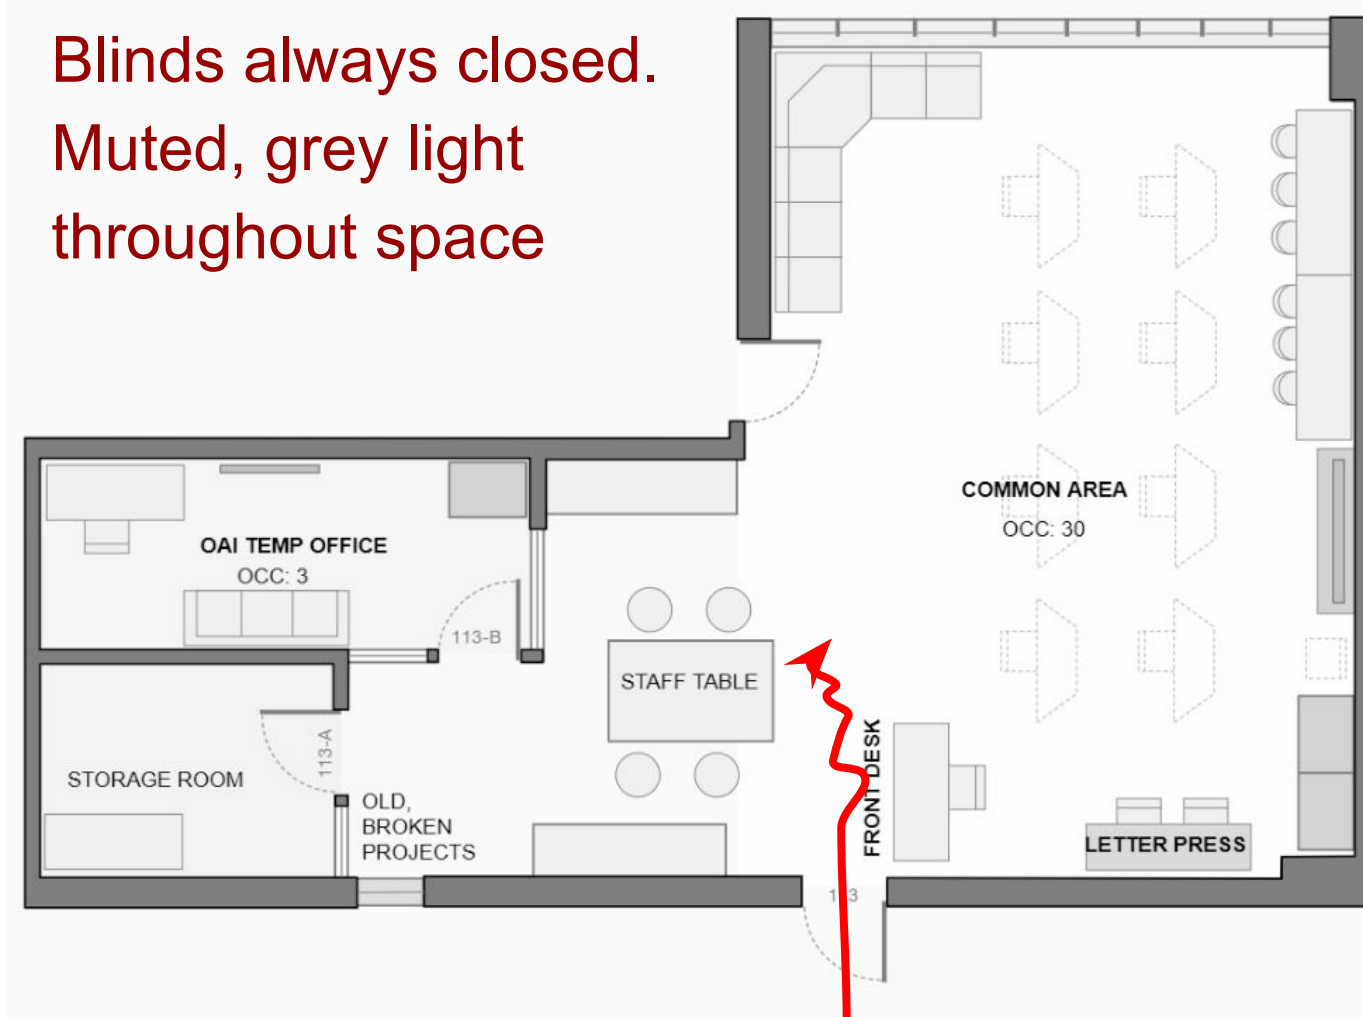 Blinds always closed.
Muted, grey light
throughout space
COMMON AREA
OCC: 30
OAI TEMP OFFICE
OCC: 3
113-B
STAFF TABLE
113-A
STORAGE ROOM
OLD,
BROKEN
PROJECTS
FRONT DESK
LETTER PRESS
113